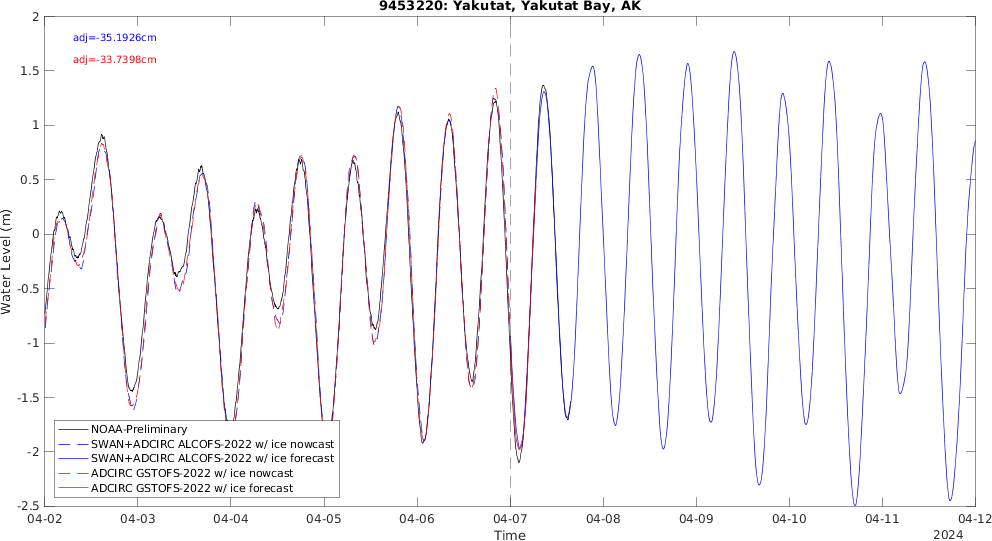 9453220: Yakutat, Yakutat Bay, AK
adj=-35.1926cm
adj=-33.7398cm
Water Level (m)
2
1.5
1
0.5
0
-0.5
-1
-1.5
-2
-2.5
NOAA-Preliminary
SWAN+ADCIRC ALCOFS-2022 w/ ice nowcast
SWAN+ADCIRC ALCOFS-2022 w/ ice forecast
ADCIRC GSTOFS-2022 w/ ice nowcast
ADCIRC GSTOFS-2022 w/ ice forecast
04-02 04-03 04-04 04-05 04-06 04-07 04-08 04-09 04-10 04-11 04-12
Time
2024